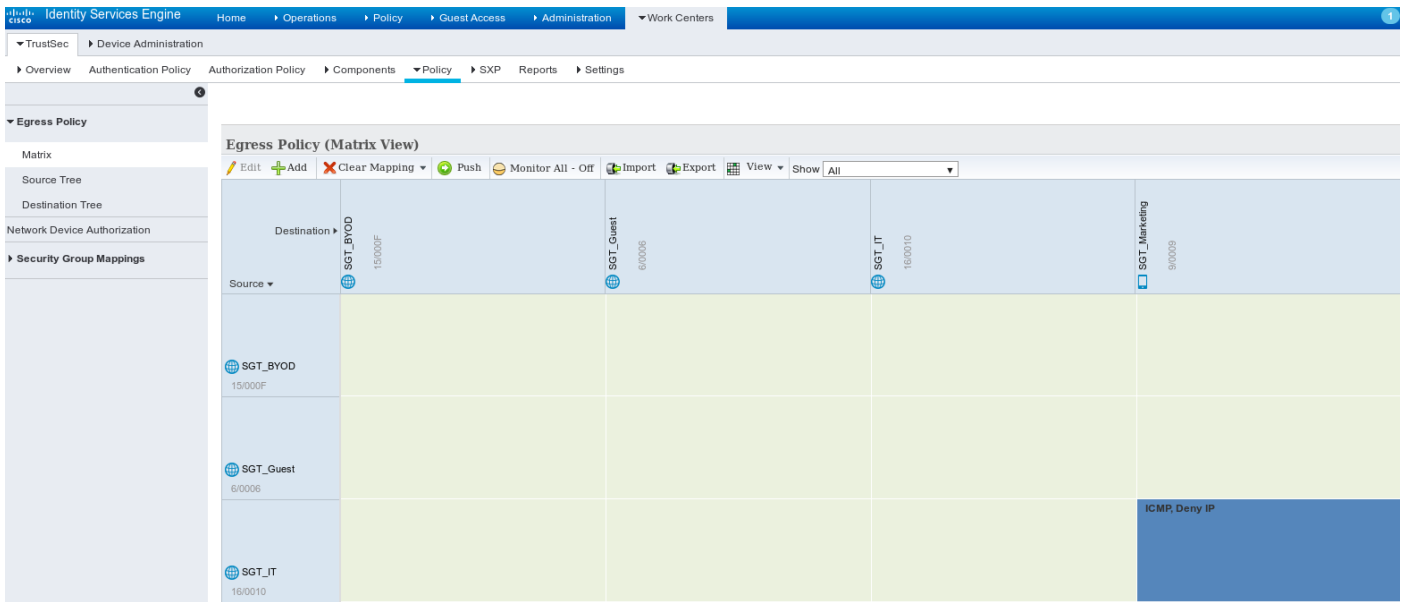 Identity Services Engine
CISCO
Home Operations Policy Guest Access Administration Work Centers 1
TrustSec Device Administration
Overview Authentication Policy Authorization Policy Components Policy SXP Reports Settings
Egress Policy
Matrix
Source Tree
Destination Tree
Network Device Authorization
Security Group Mappings
Egress Policy (Matrix View)
Edit Add Clear Mapping Push Monitor All - Off Import Export View Show All
Destination
Source
SGT_BYOD
15/000F
SGT_Guest
6/0006
SGT_IT
16/0010
SGT_Marketing
9/0009
SGT_BYOD
15/000F
SGT_Guest
6/0006
SGT_IT
16/0010
ICMP, Deny IP